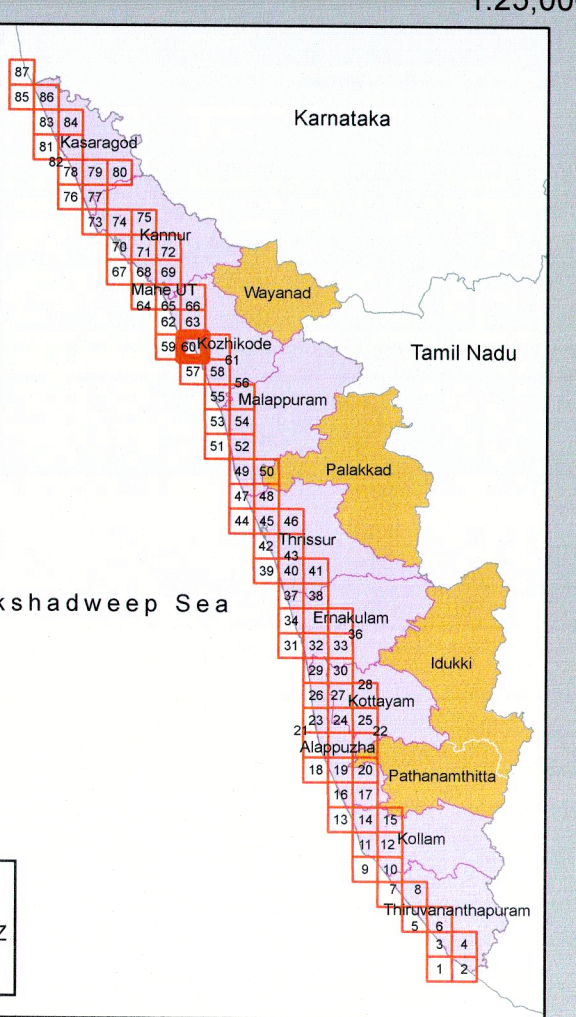 87
85 86
Karnataka
83 84
Kasaragod
81
82
78 79 80
76 77
73 74 75
Kannur
70 71 72
67 68 69
Mahe UT
Wayanad
64 65 66
62 63
59 60 Kozhikode
61
Tamil Nadu
57 58
56
55 Malappuram
53 54
51 52
49 50 Palakkad
47 48
44 45 46
Thrissur
42
43
39 40 41
37 38
kshadweep Sea
34 Ernakulam
36
31 32 33
29 30
Idukki
28
26 27 Kottayam
23 24 25
21 22
Alappuzha
18 19 20 Pathanamthitta
16 17
13 14 15
Kollam
11 12
9 10
7 8
Thiruvananthapuram
5 6
3 4
Z
1 2